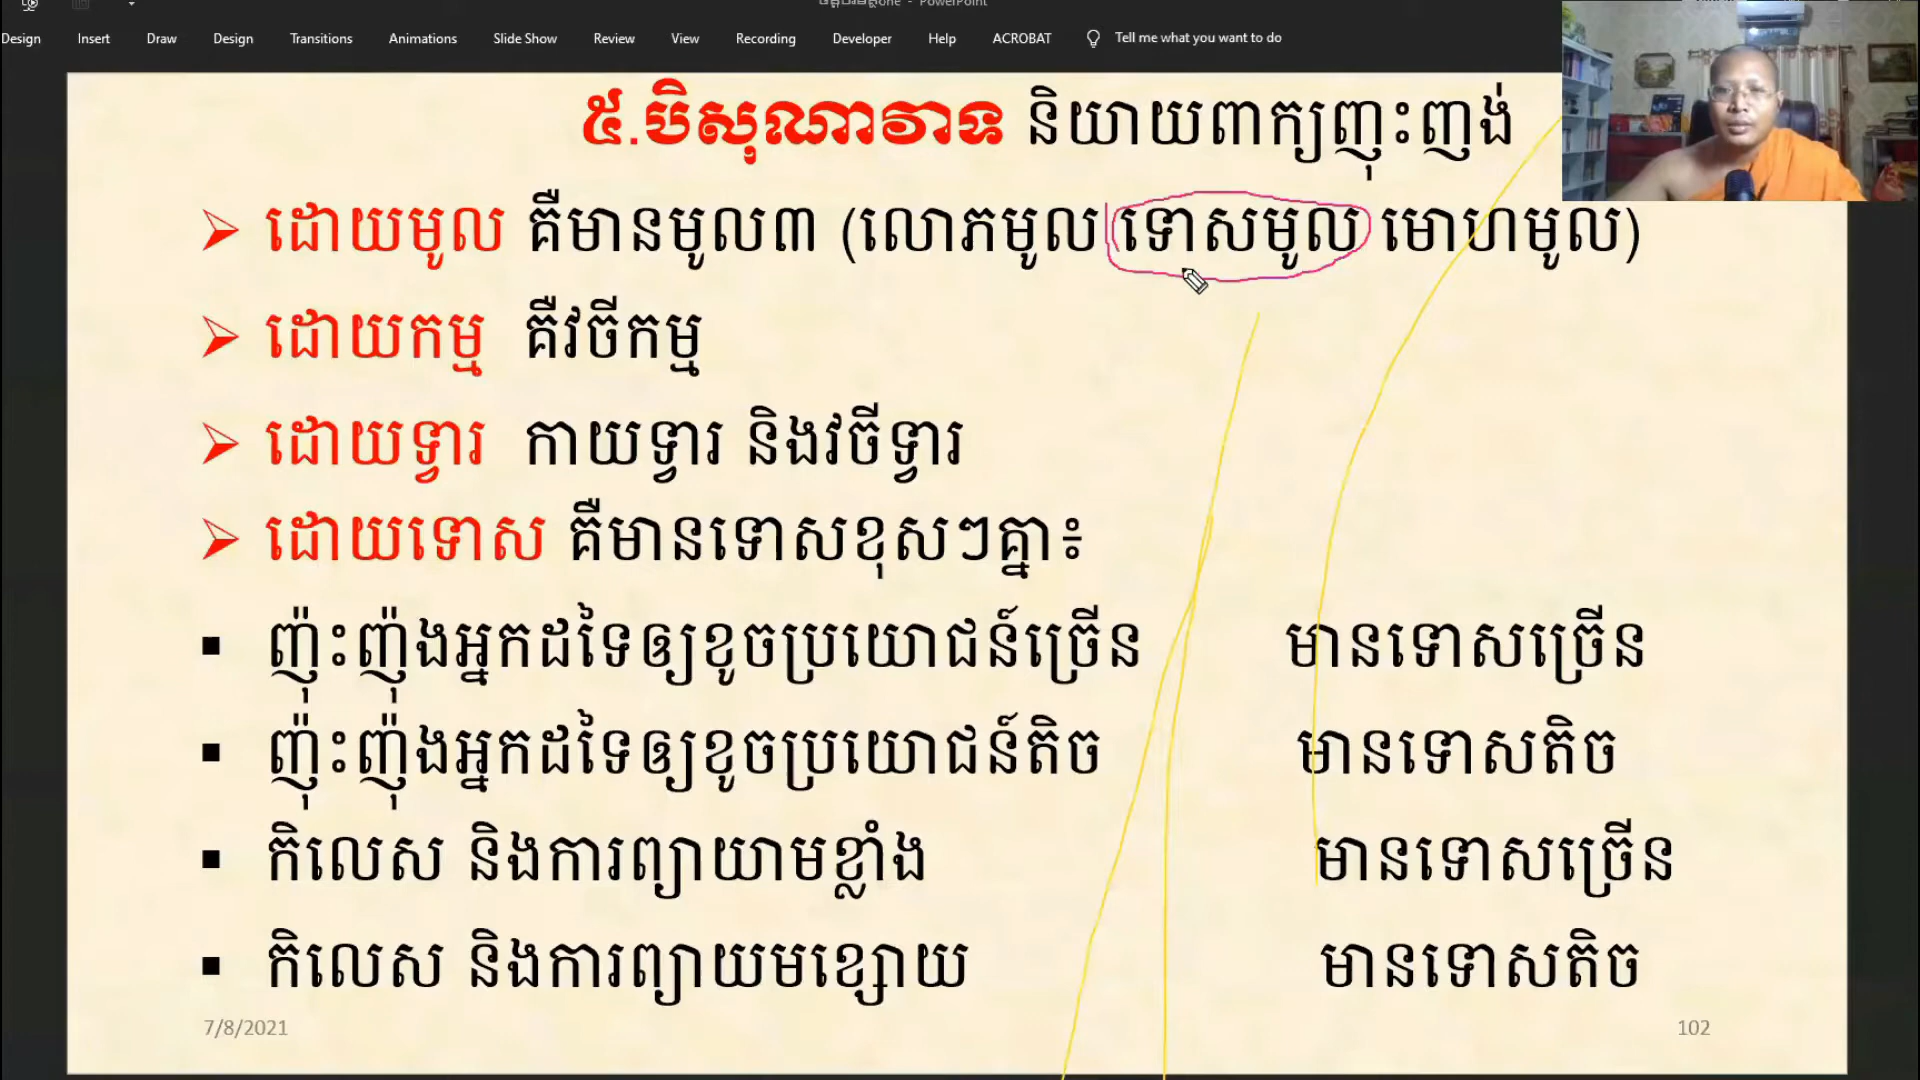 Design Insert Draw Design Transitions Animations Slide Show Review View Recording Developer Help ACROBAT Tell me what you want to do
៥.បិសុណាវាទ និយាយពាក្យញុះញង់
ដោយមូល គឺមានមូល៣ (លោភមូល ទោសមូល មោហមូល)
ដោយកម្ម គឺវចីកម្ម
ដោយទ្វារ កាយទ្វារ និងវចីទ្វារ
ដោយទោស គឺមានទោសខុសៗគ្នា៖
ញ៉ុះញ៉ុងអ្នកដទៃឲ្យខូចប្រយោជន៍ច្រើន មានទោសច្រើន
ញ៉ុះញ៉ុងអ្នកដទៃឲ្យខូចប្រយោជន៍តិច មានទោសតិច
កិលេស និងការព្យាយាមខ្លាំង មានទោសច្រើន
កិលេស និងការព្យាយមខ្សោយ មានទោសតិច
7/8/2021 102